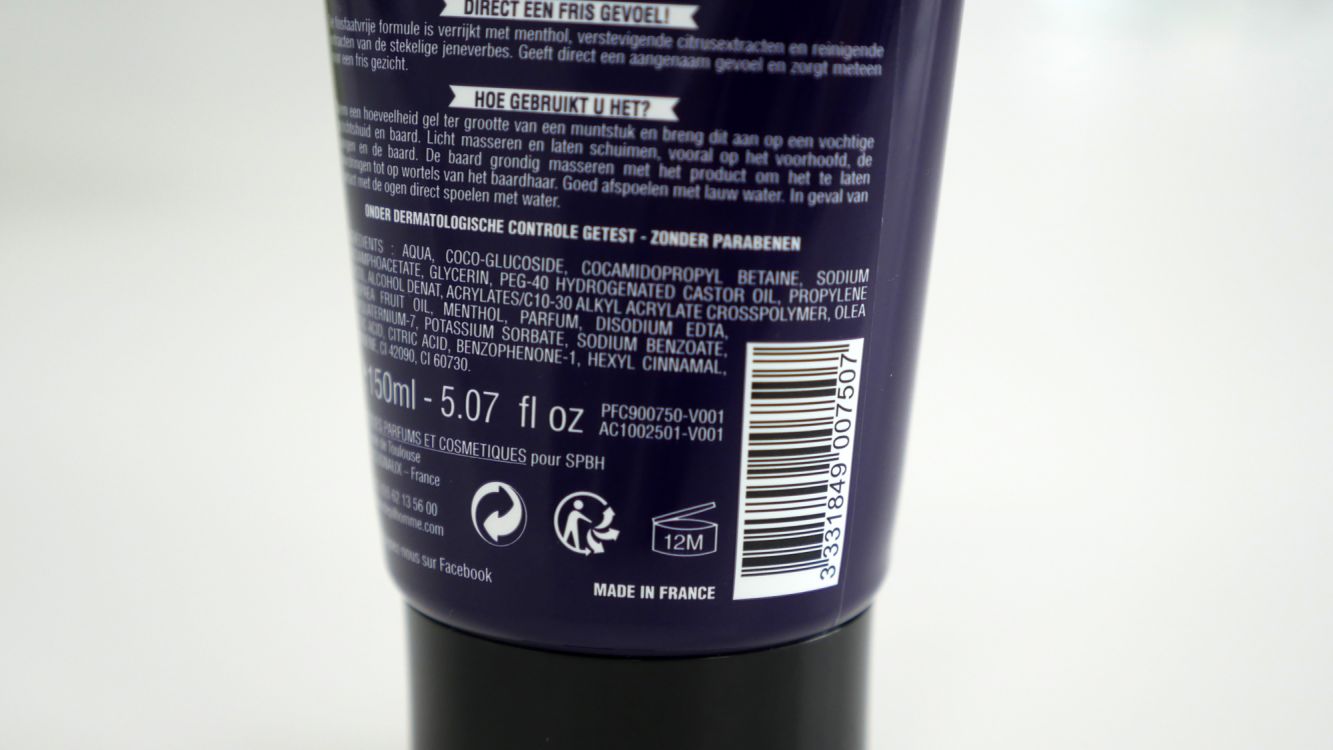 DIRECT EEN FRIS GEVOEL!
formule is verrijkt met menthol, verstevigende citrusextracten en reinigende
van de stekelige jeneverbes. Geeft direct een aangenaam gevoel en zorgt meteen
een fris gezicht.
HOE GEBRUIKT U HET?
een hoeveelheid gel ter grootte van een muntstuk en breng dit aan op een vochtige
en baard. Licht masseren en laten schuimen, vooral op het voorhoofd, de
en de baard. De baard grondig masseren met het product om het te laten
tot op wortels van het baardhaar. Goed afspoelen met lauw water. In geval van
met de ogen direct spoelen met water.
ONDER DERMATOLOGISCHE CONTROLE GETEST - ZONDER PARABENEN
: AQUA, COCO-GLUCOSIDE, COCAMIDOPROPYL BETAINE, SODIUM
GLYCERIN, PEG-40 HYDROGENATED CASTOR OIL, PROPYLENE
ALCOHOL DENAT, ACRYLATES/C10-30 ALKYL ACRYLATE CROSSPOLYMER, OLEA
FRUIT OIL, MENTHOL, PARFUM, DISODIUM EDTA,
POTASSIUM SORBATE, SODIUM BENZOATE,
CITRIC ACID, BENZOPHENONE-1, HEXYL CINNAMAL,
CI 42090, CI 60730.
150ml - 5.07 fl oz
PFC900750-V001
AC1002501-V001
PARFUMS ET COSMETIQUES pour SPBH
de Toulouse
– France
62 13 56 00
nous sur Facebook
12M
MADE IN FRANCE
3 331849 007507